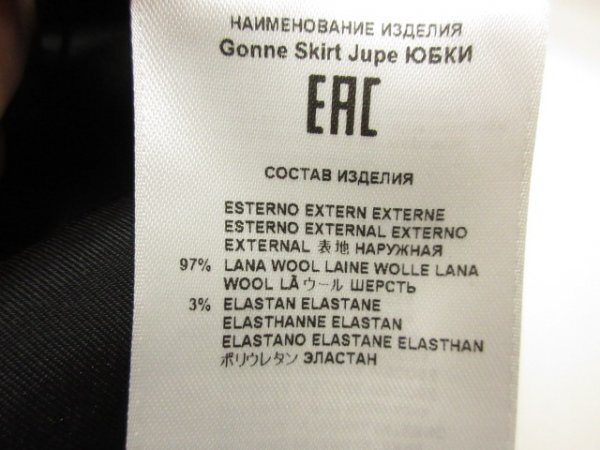 НАИМЕНОВАНИЕ ИЗДЕЛИЯ
Gonne Skirt Jupe ЮБКИ
EAC
СОСТАВ ИЗДЕЛИЯ
ESTERNO EXTERN EXTERNE
ESTERNO EXTERNAL EXTERNO
EXTERNAL 表地 НАРУЖНАЯ
97% LANA WOOL LAINE WOLLE LANA
WOOL LÃ ウール ШЕРСТЬ
3% ELASTAN ELASTANE
ELASTHANNE ELASTAN
ELASTANO ELASTANE ELASTHAN
ポリウレタン ЭЛАСТАН